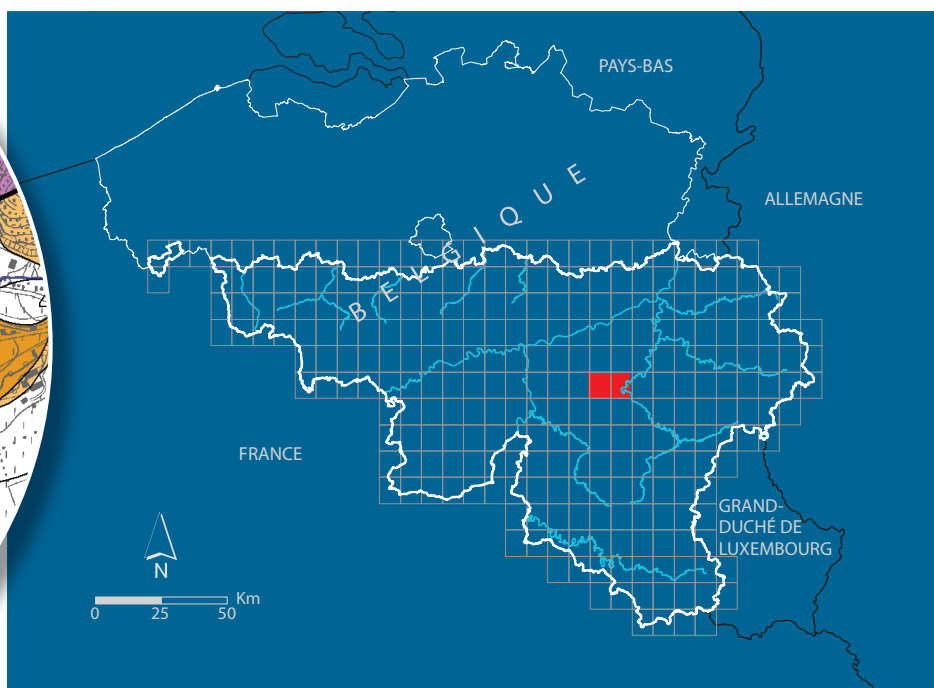 PAYS-BAS
ALLEMAGNE
BELGIQUE
FRANCE
GRAND-
DUCHÉ DE
LUXEMBOURG
N
Km
0 25 50